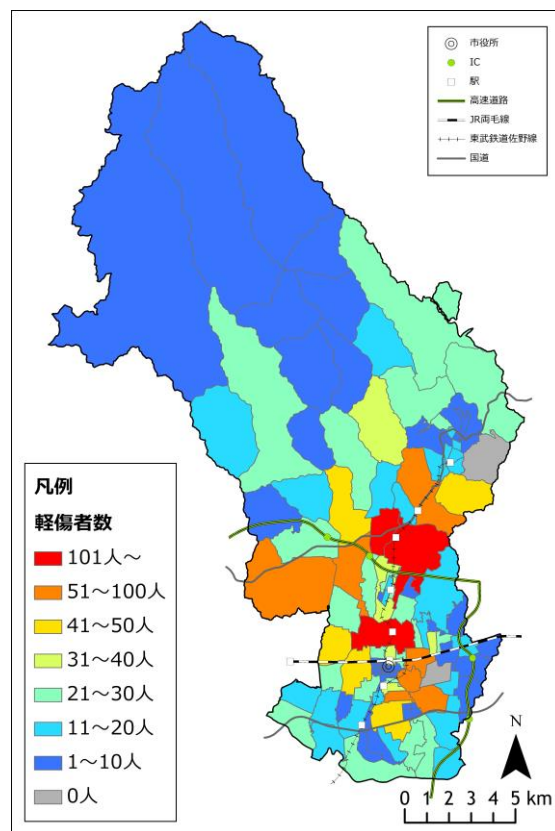 市役所
IC
駅
高速道路
JR両毛線
東武鉄道佐野線
国道
凡例
軽傷者数
101人～
51～100人
41～50人
31～40人
21～30人
11～20人
1～10人
0人
N
0 1 2 3 4 5 km